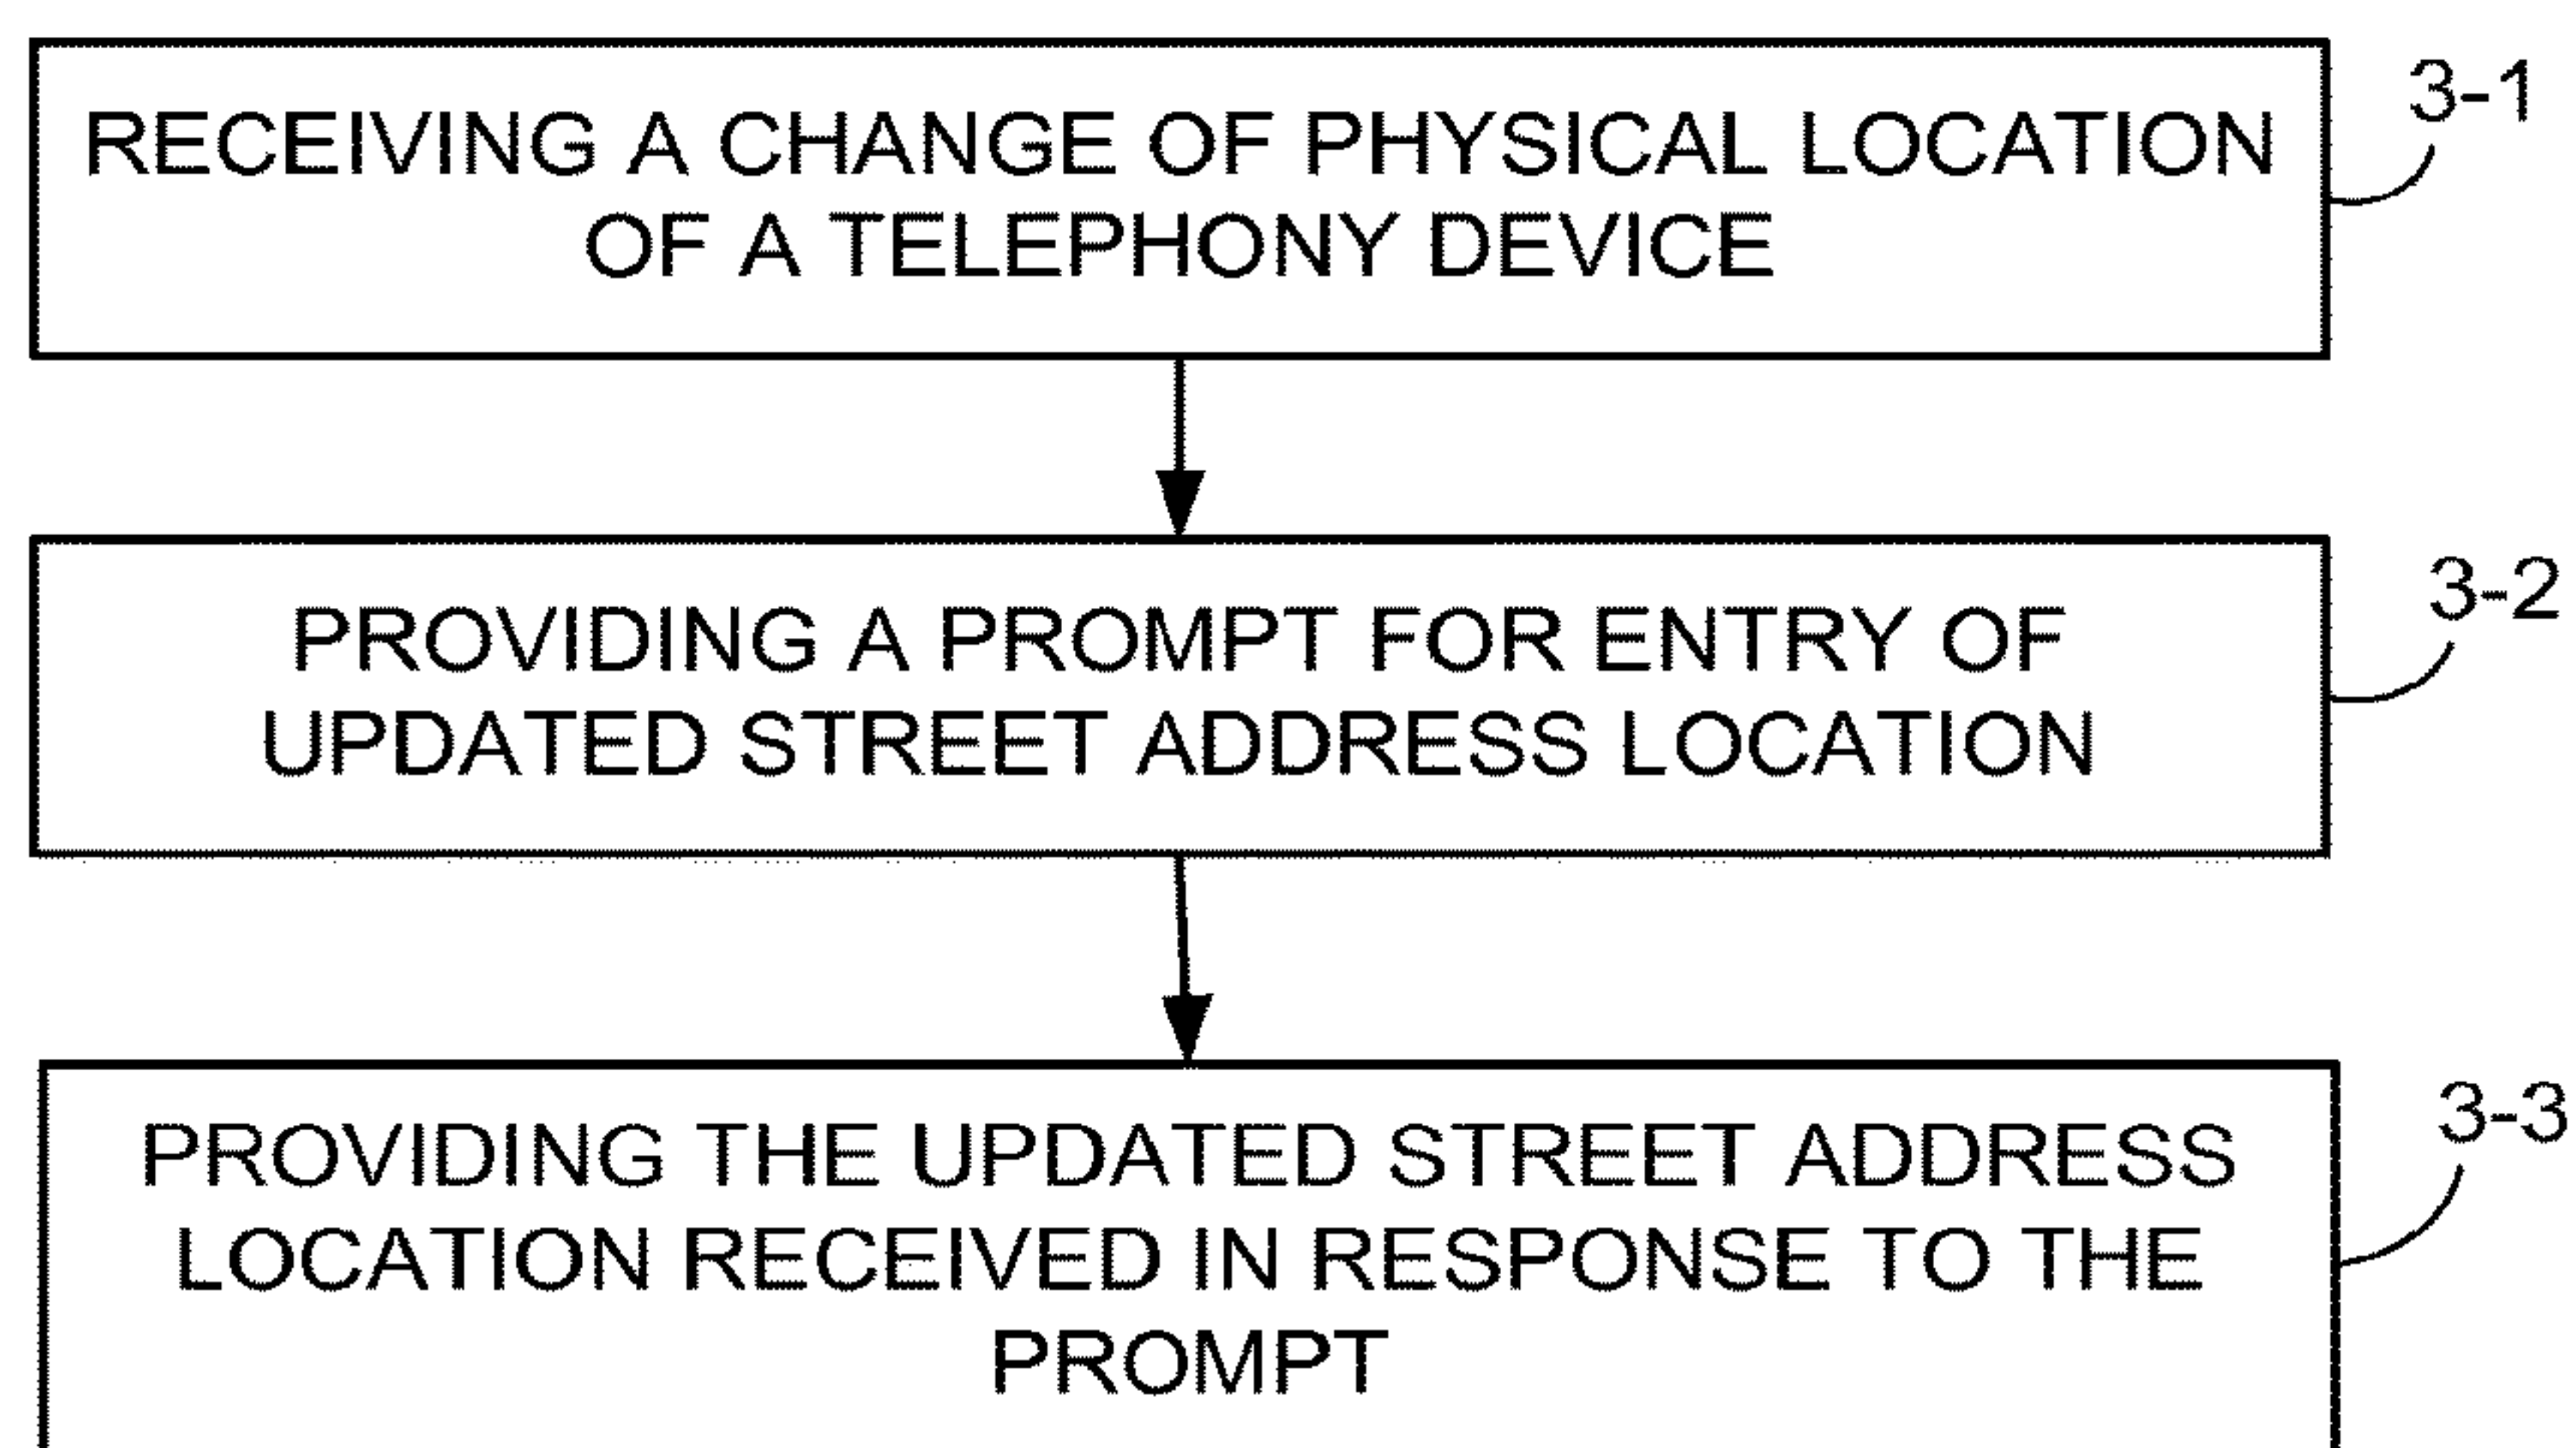 RECEIVING A CHANGE OF PHYSICAL LOCATION
OF A TELEPHONY DEVICE
3-1
PROVIDING A PROMPT FOR ENTRY OF
UPDATED STREET ADDRESS LOCATION
3-2
PROVIDING THE UPDATED STREET ADDRESS
LOCATION RECEIVED IN RESPONSE TO THE
PROMPT
3-3